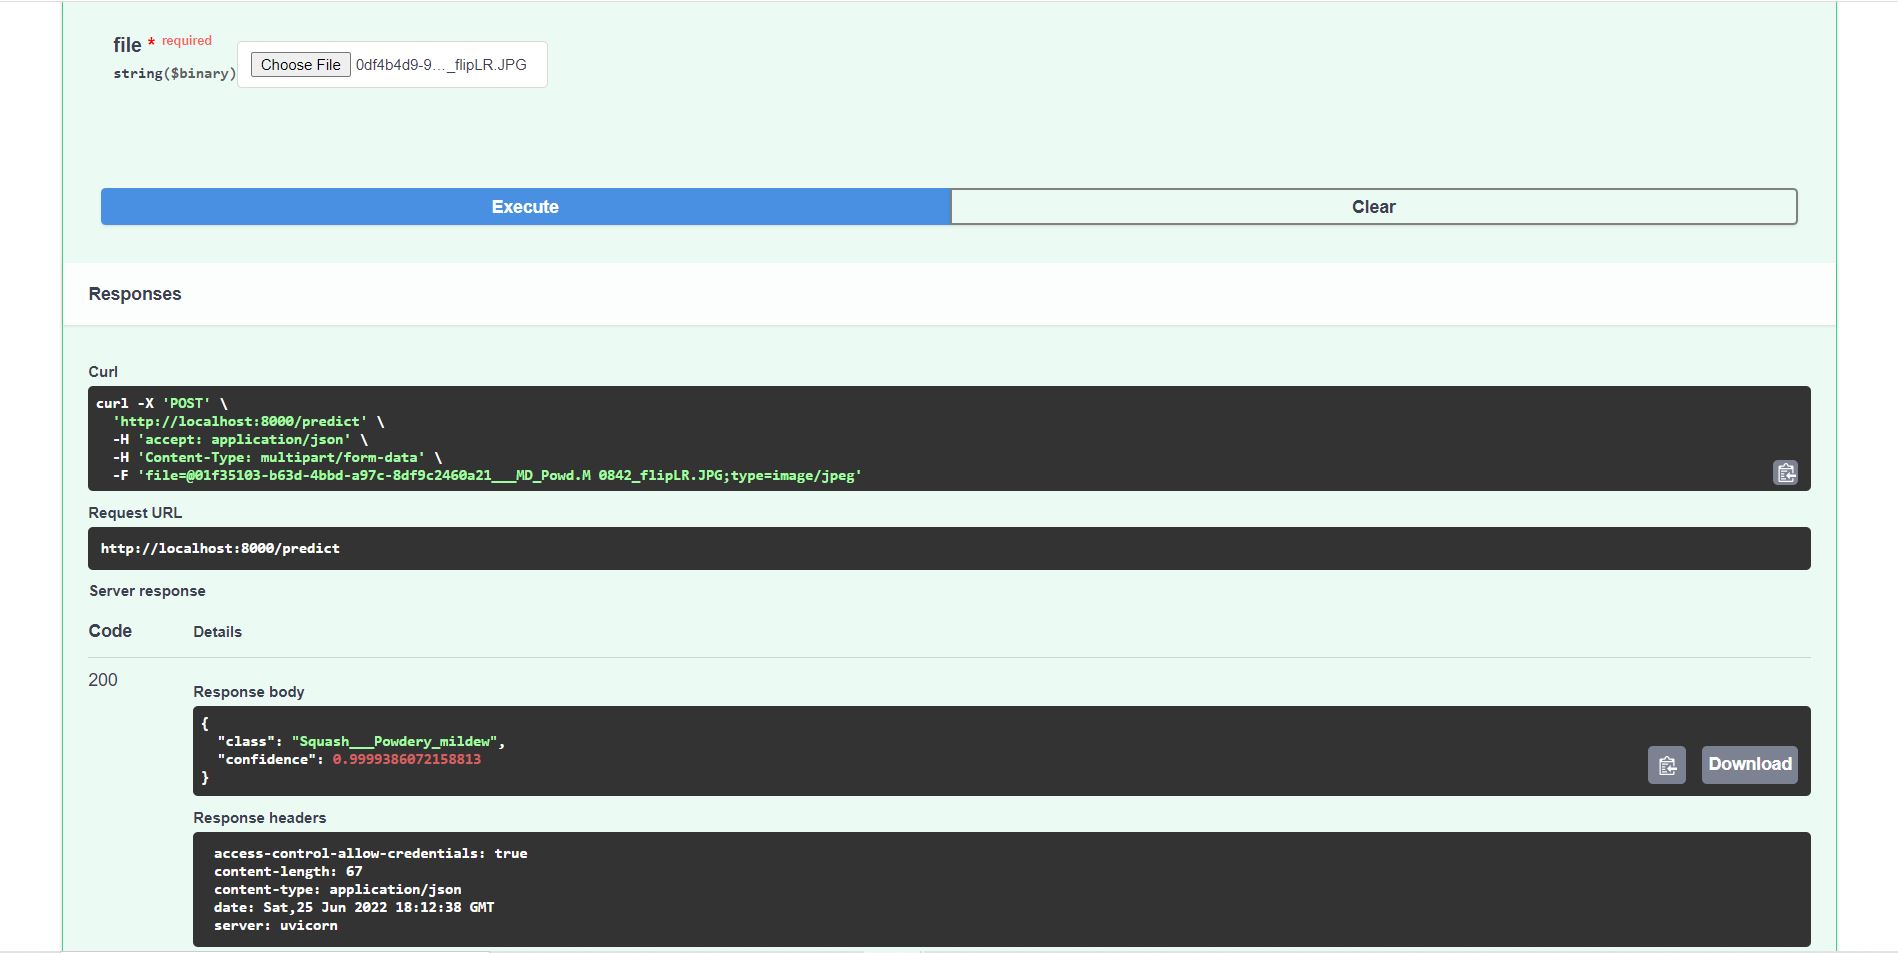 file * required
string($binary)
Choose File 0df4b4d9-9..._flipLR.JPG
Execute
Clear
Responses
Curl
curl -X 'POST' \
  'http://localhost:8000/predict' \
  -H 'accept: application/json' \
  -H 'Content-Type: multipart/form-data' \
  -F 'file=@01f35103-b63d-4bbd-a97c-8df9c2460a21___MD_Powd.M 0842_flipLR.JPG;type=image/jpeg'
Request URL
http://localhost:8000/predict
Server response
Code Details
200
Response body
{
  "class": "Squash___Powdery_mildew",
  "confidence": 0.9999386072158813
}
Download
Response headers
access-control-allow-credentials: true
content-length: 67
content-type: application/json
date: Sat,25 Jun 2022 18:12:38 GMT
server: uvicorn